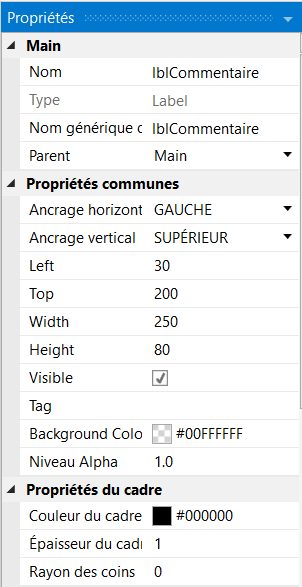 Propriétés
Main
Nom lblCommentaire
Type Label
Nom générique c lblCommentaire
Parent Main
Propriétés communes
Ancrage horizont GAUCHE
Ancrage vertical SUPÉRIEUR
Left 30
Top 200
Width 250
Height 80
Visible
Tag
Background Colo #00FFFFFF
Niveau Alpha 1.0
Propriétés du cadre
Couleur du cadre #000000
Épaisseur du cadr 1
Rayon des coins 0